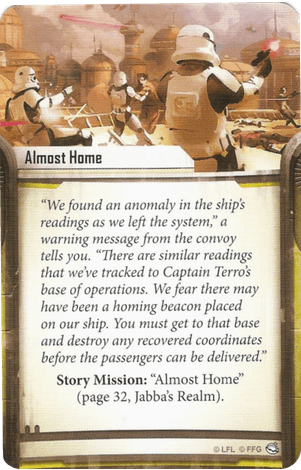 Almost Home
“We found an anomaly in the ship’s
readings as we left the system,” a
warning message from the convoy
tells you. “There are similar readings
that we’ve tracked to Captain Terro’s
base of operations. We fear there may
have been a homing beacon placed
on our ship. You must get to that base
and destroy any recovered coordinates
before the passengers can be delivered.”
Story Mission: “Almost Home”
(page 32, Jabba’s Realm).
© LFL © FFG